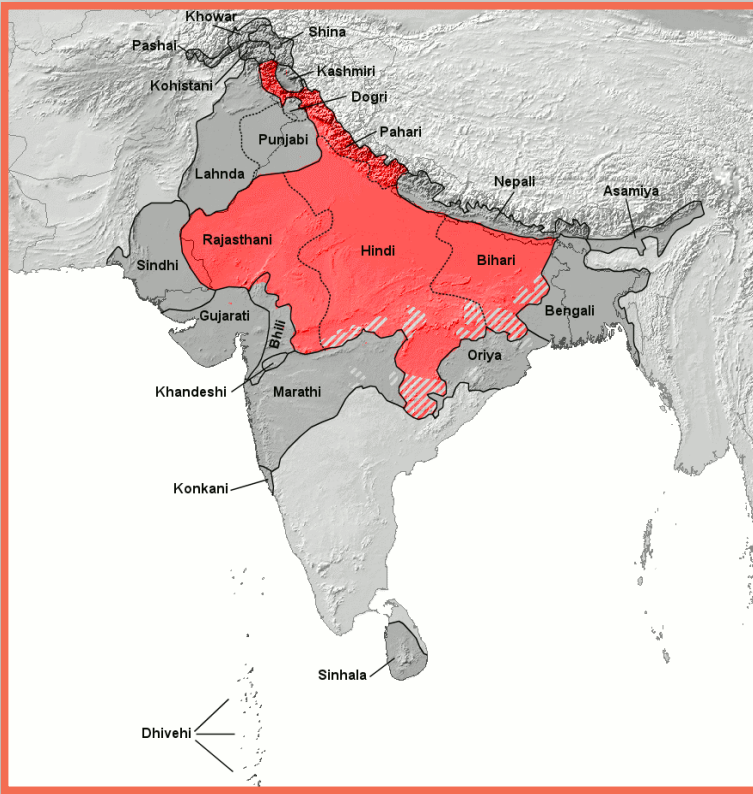 Khowar
Shina
Pashai
Kashmiri
Kohistani
Dogri
Pahari
Punjabi
Lahnda
Nepali
Asamiya
Rajasthani
Hindi
Bihari
Sindhi
Gujarati
Bengali
Bhili
Oriya
Khandeshi
Marathi
Konkani
Sinhala
Dhivehi